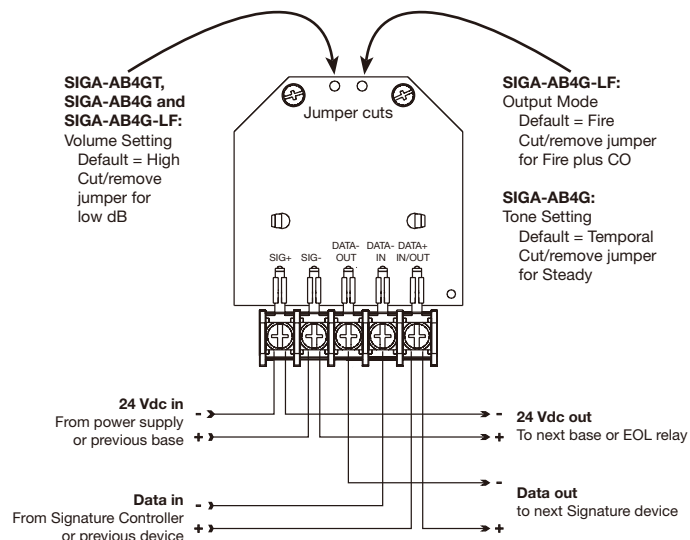 SIGA-AB4GT,
SIGA-AB4G and
SIGA-AB4G-LF:
Volume Setting
Default = High
Cut/remove
jumper for
low dB
SIGA-AB4G-LF:
Output Mode
Default = Fire
Cut/remove jumper
for Fire plus CO
SIGA-AB4G:
Tone Setting
Default = Temporal
Cut/remove jumper
for Steady
Jumper cuts
SIG+
SIG-
DATA-
OUT
DATA-
IN
DATA+
IN/OUT
24 Vdc in
From power supply
or previous base
-
+
-
+
24 Vdc out
To next base or EOL relay
Data in
From Signature Controller
or previous device
-
+
-
+
Data out
to next Signature device